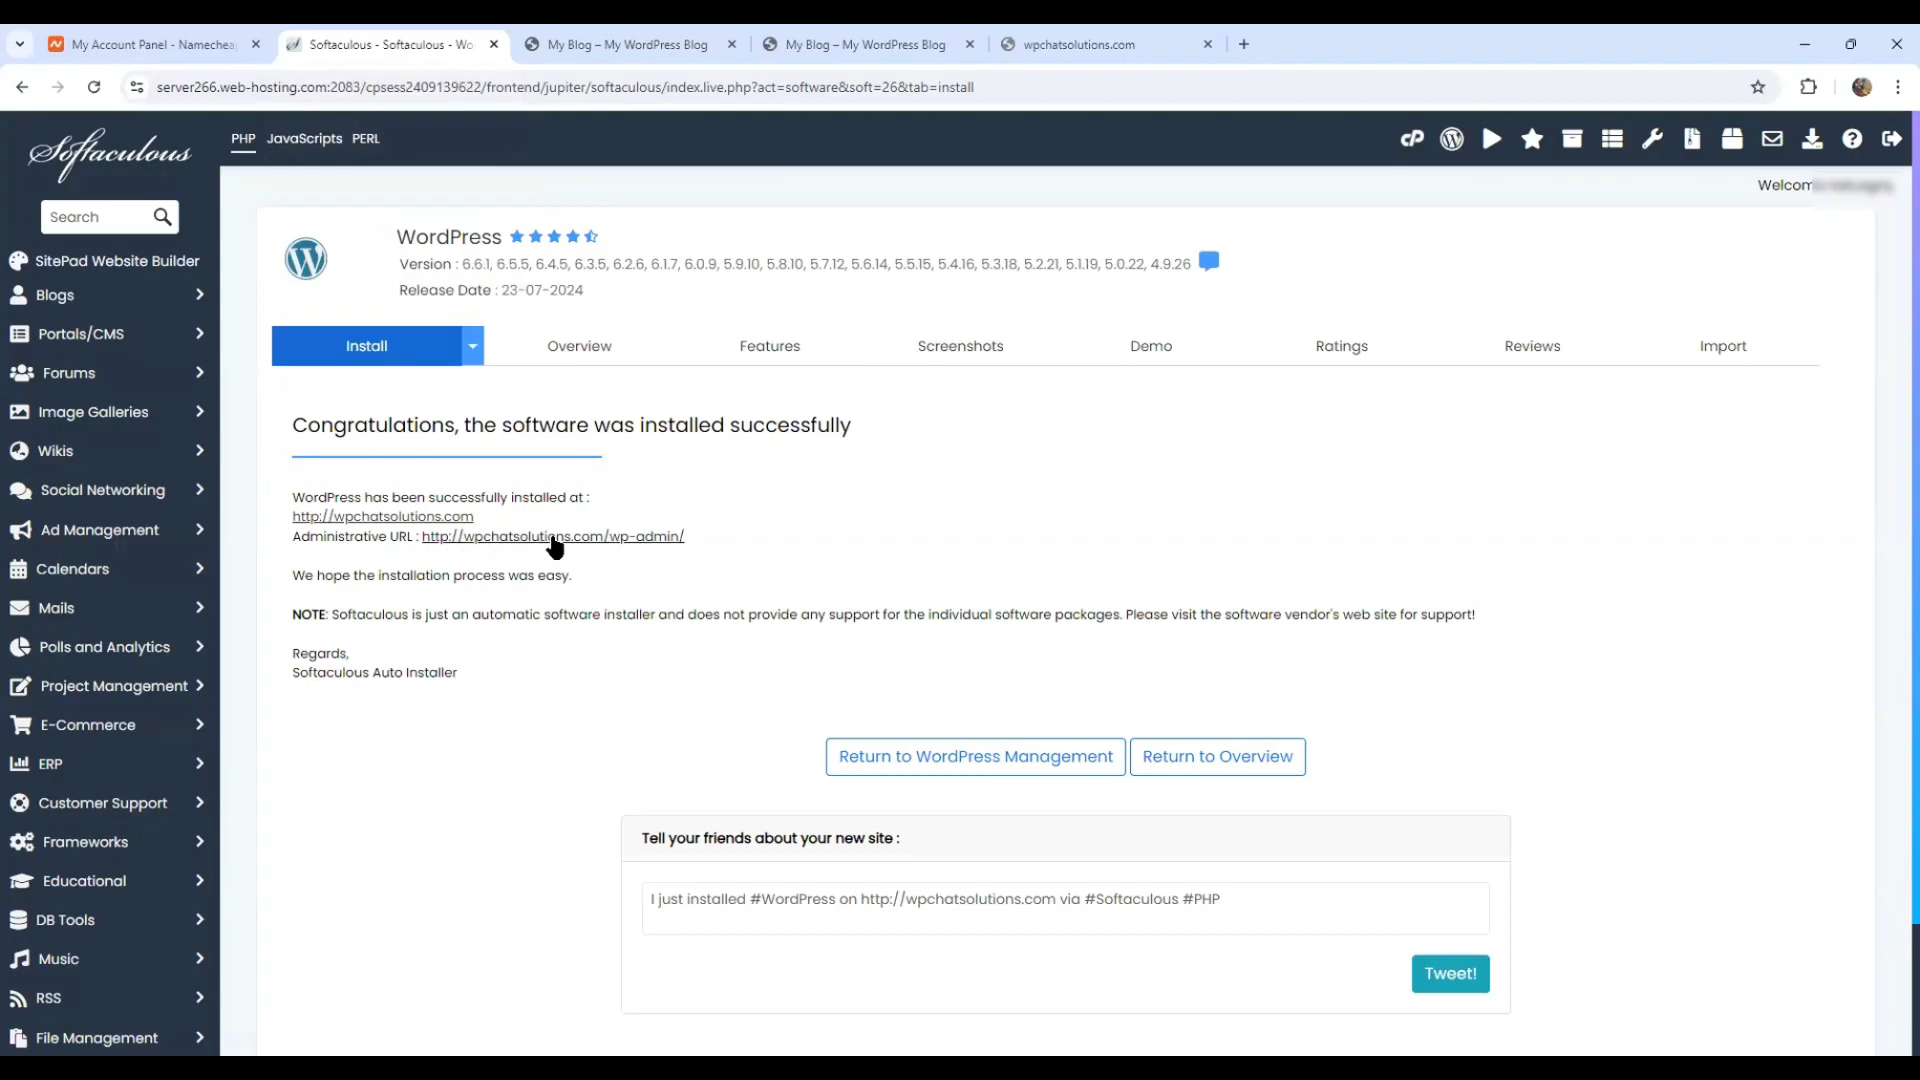 My Account Panel - Namechea
Softaculous - Softaculous - Wo
My Blog – My WordPress Blog
My Blog – My WordPress Blog
wpchatsolutions.com
server266.web-hosting.com:2083/cpsess2409139622/frontend/jupiter/softaculous/index.live.php?act=software&soft=26&tab=install
Softaculous
PHP JavaScripts PERL
cP
Welcom
Search
SitePad Website Builder
Blogs
Portals/CMS
Forums
Image Galleries
Wikis
Social Networking
Ad Management
Calendars
Mails
Polls and Analytics
Project Management
E-Commerce
ERP
Customer Support
Frameworks
Educational
DB Tools
Music
RSS
File Management
WordPress
Version : 6.6.1, 6.5.5, 6.4.5, 6.3.5, 6.2.6, 6.1.7, 6.0.9, 5.9.10, 5.8.10, 5.7.12, 5.6.14, 5.5.15, 5.4.16, 5.3.18, 5.2.21, 5.1.19, 5.0.22, 4.9.26
Release Date : 23-07-2024
Install Overview Features Screenshots Demo Ratings Reviews Import
Congratulations, the software was installed successfully
WordPress has been successfully installed at :
http://wpchatsolutions.com
Administrative URL : http://wpchatsolutions.com/wp-admin/
We hope the installation process was easy.
NOTE: Softaculous is just an automatic software installer and does not provide any support for the individual software packages. Please visit the software vendor's web site for support!
Regards,
Softaculous Auto Installer
Return to WordPress Management Return to Overview
Tell your friends about your new site :
I just installed #WordPress on http://wpchatsolutions.com via #Softaculous #PHP
Tweet!